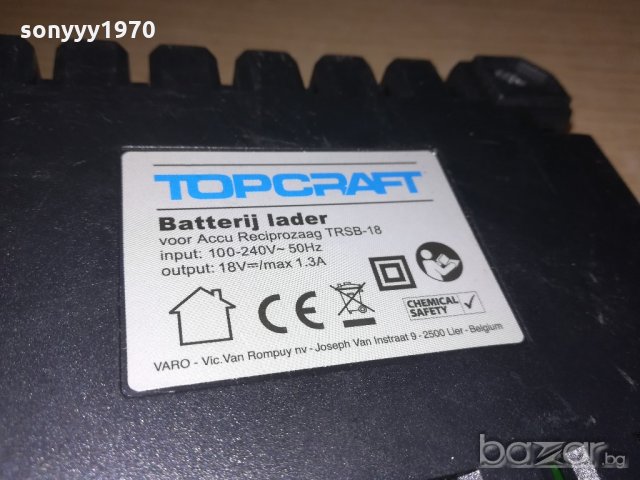 sonyyy1970
TOPCRAFT
Batterij lader
voor Accu Reciprozaag TRSB-18
input: 100-240V~ 50Hz
output: 18V⎓/max 1.3A
CE
CHEMICAL
SAFETY
VARO - Vic.Van Rompuy nv - Joseph Van Instraat 9 - 2500 Lier - Belgium
bazar.bg